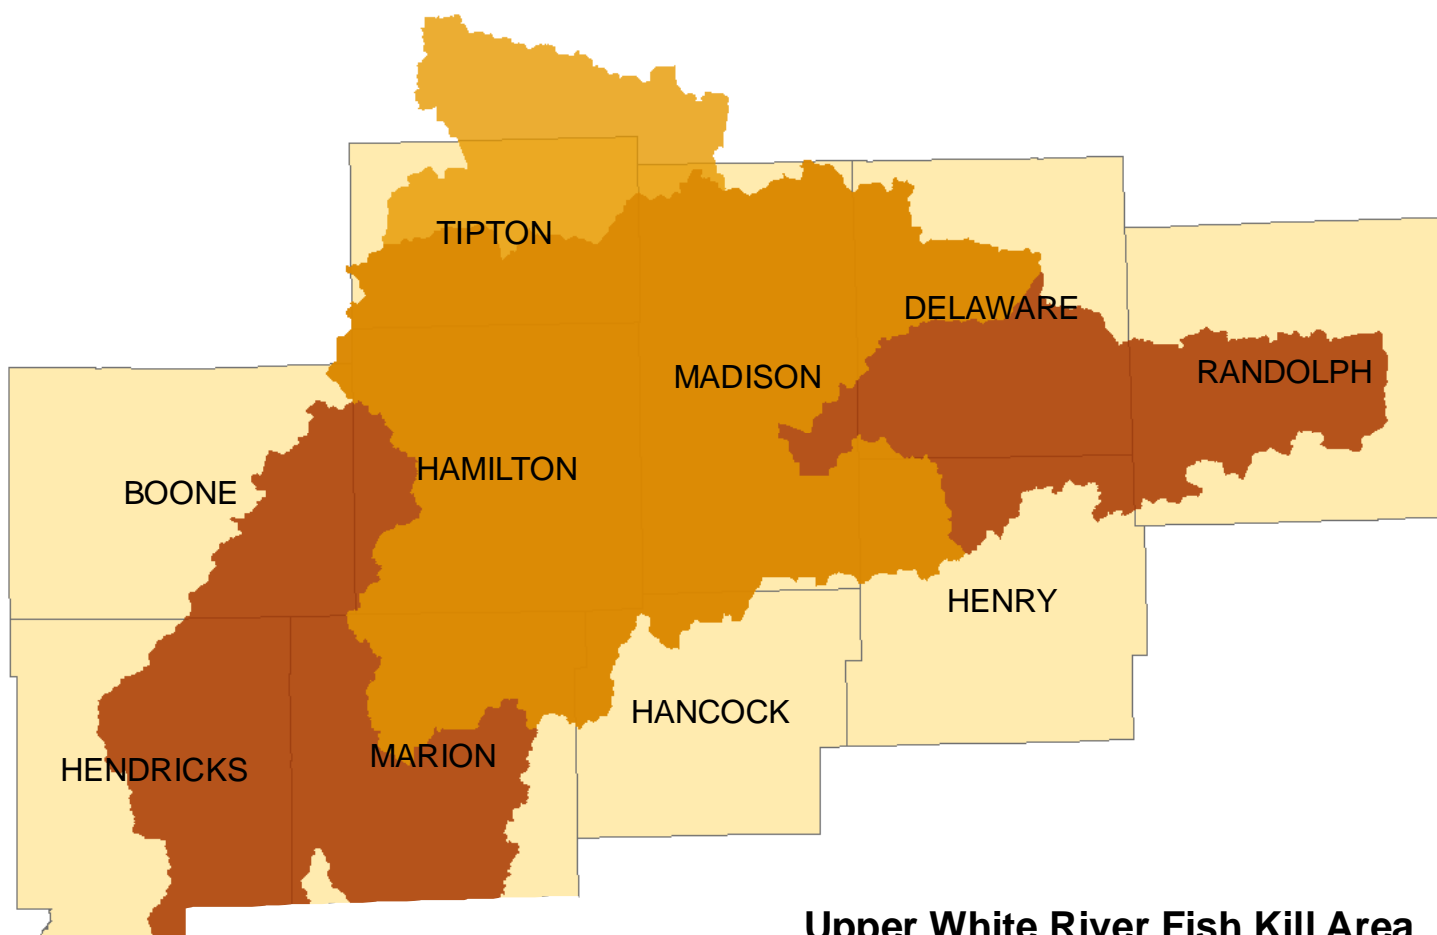 TIPTON
DELAWARE
MADISON
RANDOLPH
HAMILTON
BOONE
HENRY
HANCOCK
MARION
HENDRICKS
Upper White River Fish Kill Area